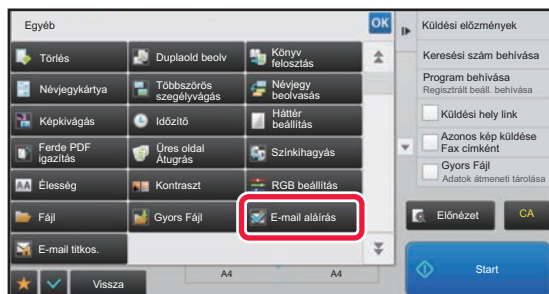 Egyéb
OK
Törlés
Duplaold beolv
Könyv
felosztás
Névjegykártya
Többszörös
szegélyvágás
Névjegy
beolvasás
Képkivágás
Időzítő
Háttér
beállítás
Ferde PDF
igazítás
Üres oldal
Átugrás
Színkihagyás
Élesség
Kontraszt
RGB beállítás
Fájl
Gyors Fájl
E-mail aláírás
E-mail titkos.
Vissza
A4
A4
Küldési előzmények
Keresési szám behívása
Program behívása
Regisztrált beáll. behívása
Küldési hely link
Azonos kép küldése
Fax címként
Gyors Fájl
Adatok átmeneti tárolása
Előnézet
CA
Start